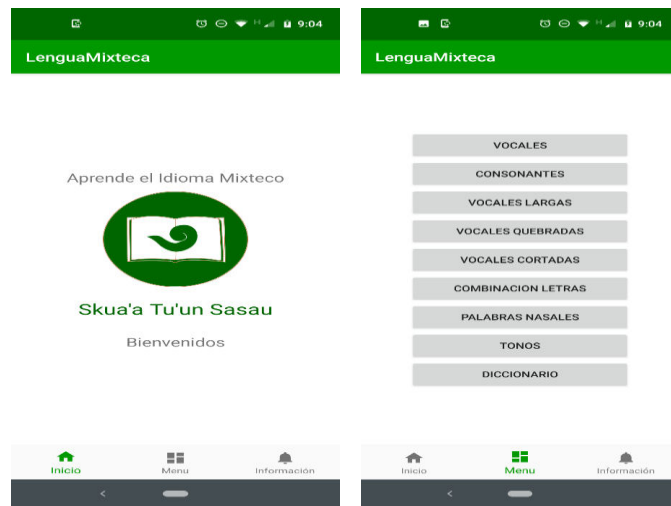 9:04
LenguaMixteca
Aprende el Idioma Mixteco
Skua'a Tu'un Sasau
Bienvenidos
Inicio
Menu
Información
9:04
LenguaMixteca
VOCALES
CONSONANTES
VOCALES LARGAS
VOCALES QUEBRADAS
VOCALES CORTADAS
COMBINACION LETRAS
PALABRAS NASALES
TONOS
DICCIONARIO
Inicio
Menu
Información